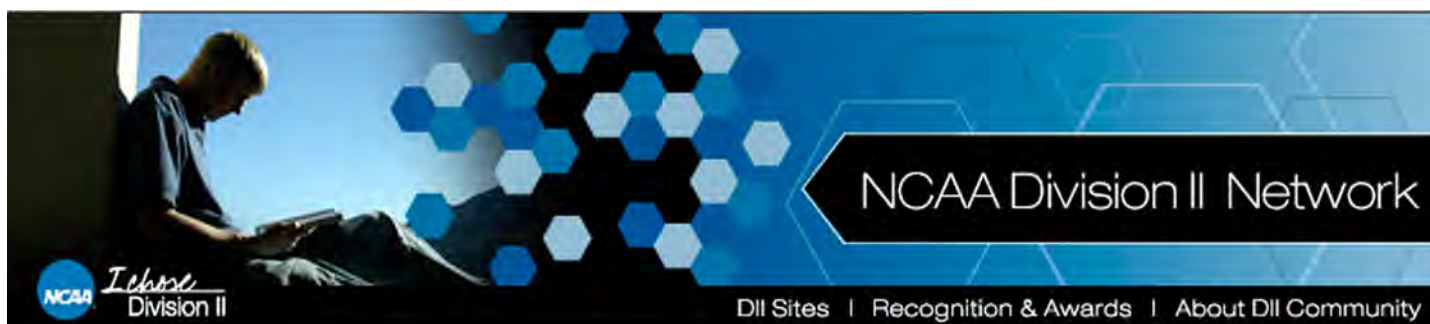 NCAA Division II Network
NCAA
I chose
Division II
DII Sites | Recognition & Awards | About DII Community